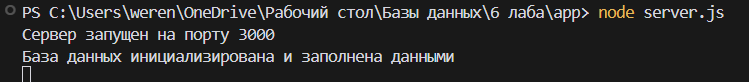 PS C:\Users\weren\OneDrive\Рабочий стол\Базы данных\6 лаба\app> node server.js
Сервер запущен на порту 3000
База данных инициализирована и заполнена данными